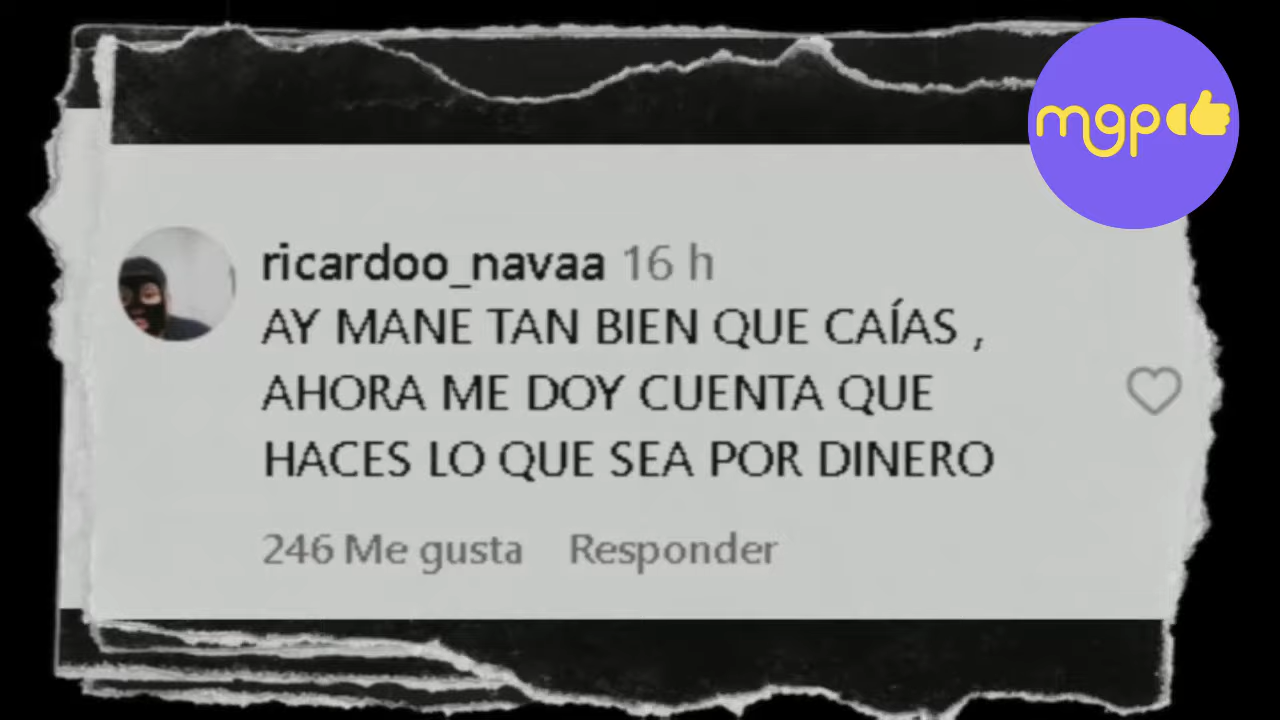 mgp
ricardoo_navaa 16 h
AY MANE TAN BIEN QUE CAÍAS ,
AHORA ME DOY CUENTA QUE
HACES LO QUE SEA POR DINERO
246 Me gusta Responder